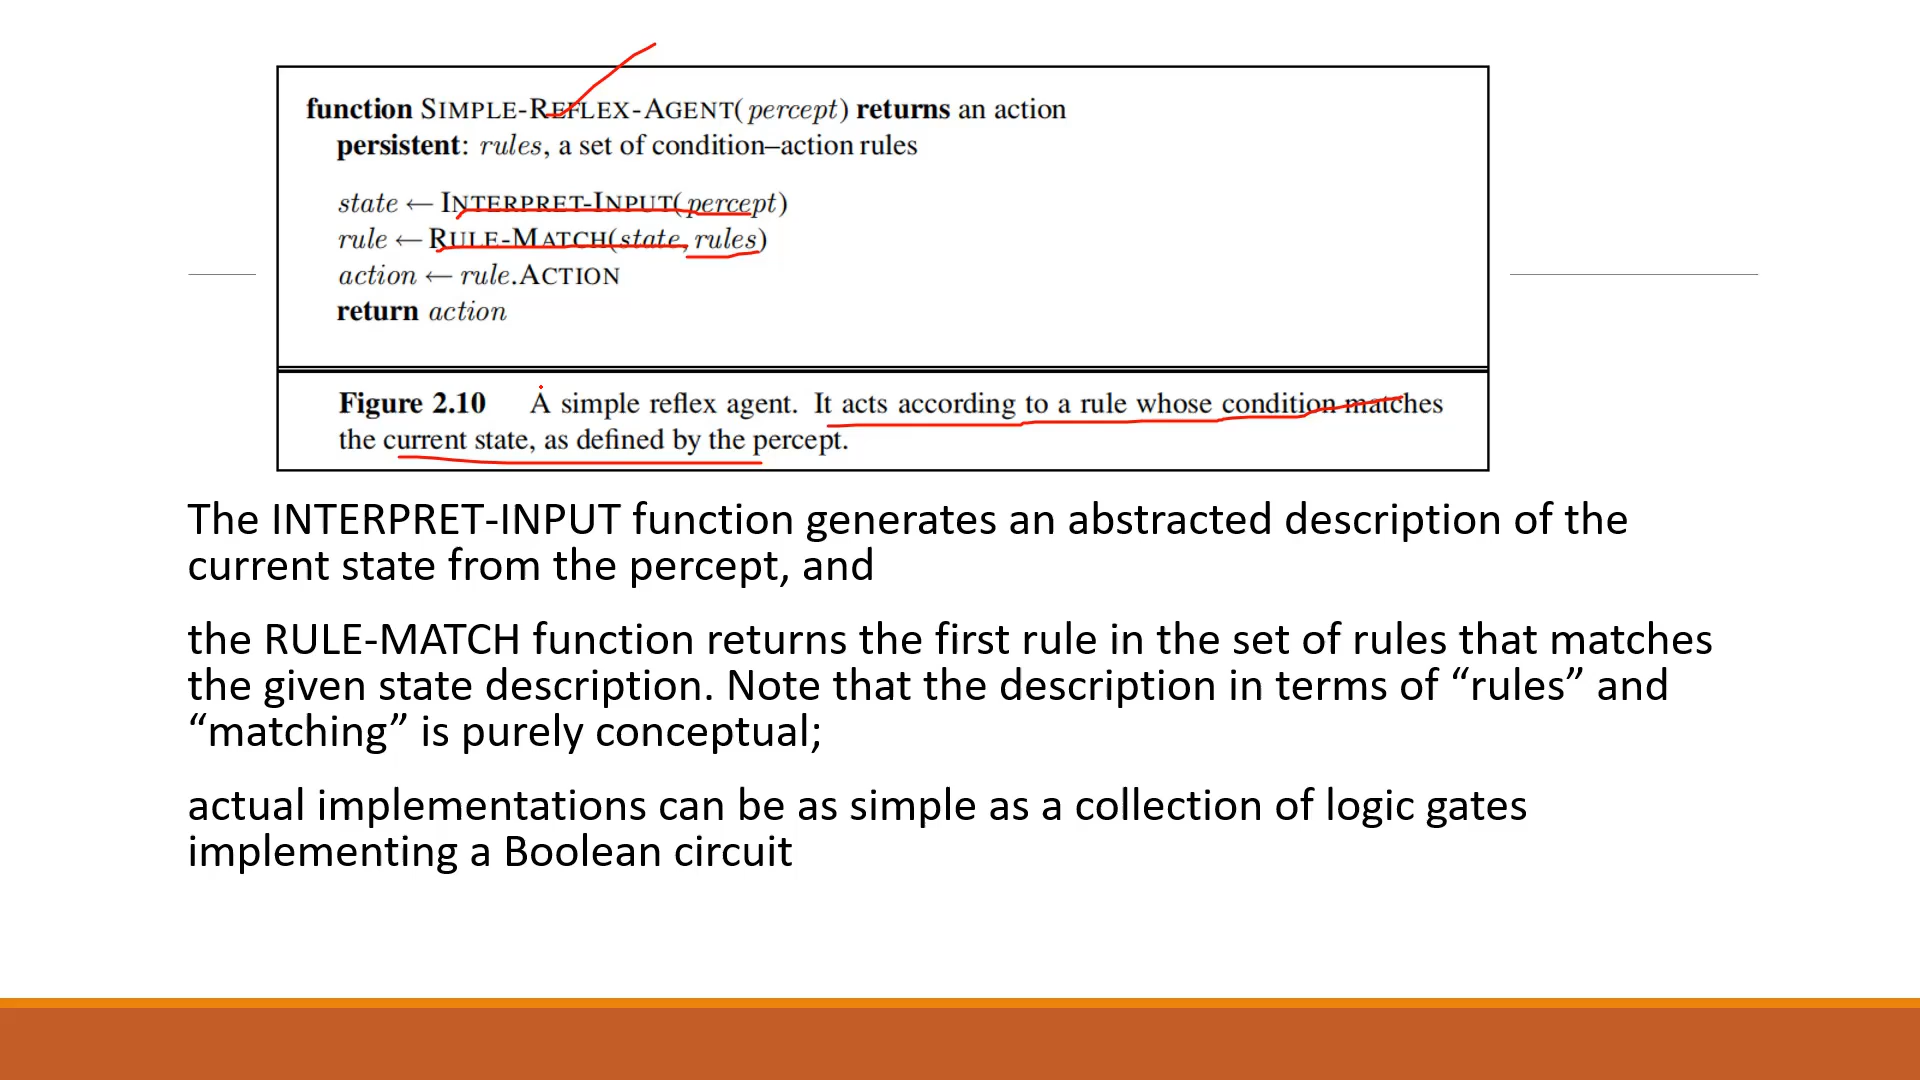 function SIMPLE-REFLEX-AGENT(percept) returns an action
persistent: rules, a set of condition–action rules
state ← INTERPRET-INPUT(percept)
rule ← RULE-MATCH(state, rules)
action ← rule.ACTION
return action
Figure 2.10 A simple reflex agent. It acts according to a rule whose condition matches
the current state, as defined by the percept.
The INTERPRET-INPUT function generates an abstracted description of the
current state from the percept, and
the RULE-MATCH function returns the first rule in the set of rules that matches
the given state description. Note that the description in terms of “rules” and
“matching” is purely conceptual;
actual implementations can be as simple as a collection of logic gates
implementing a Boolean circuit